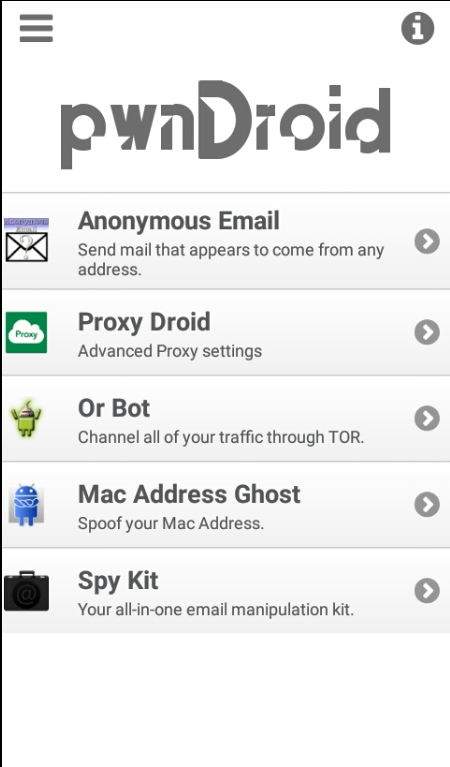 pwnDroid
Anonymous Email
Send mail that appears to come from any
address.
Proxy
Proxy Droid
Advanced Proxy settings
Or Bot
Channel all of your traffic through TOR.
Mac Address Ghost
Spoof your Mac Address.
@
Spy Kit
Your all-in-one email manipulation kit.